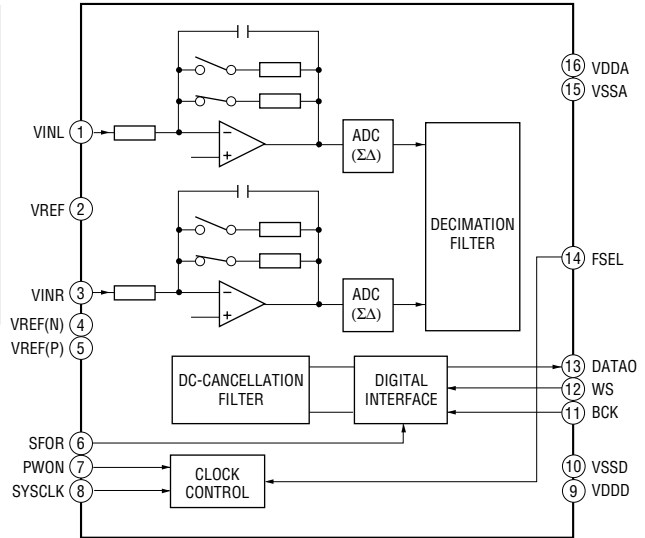 16 VDDA
15 VSSA
VINL 1
−
+
ADC
(ΣΔ)
VREF 2
DECIMATION
FILTER
14 FSEL
VINR 3
−
+
ADC
(ΣΔ)
VREF(N) 4
VREF(P) 5
DC-CANCELLATION
FILTER
DIGITAL
INTERFACE
13 DATAO
12 WS
11 BCK
SFOR 6
PWON 7
SYSCLK 8
CLOCK
CONTROL
10 VSSD
9 VDDD